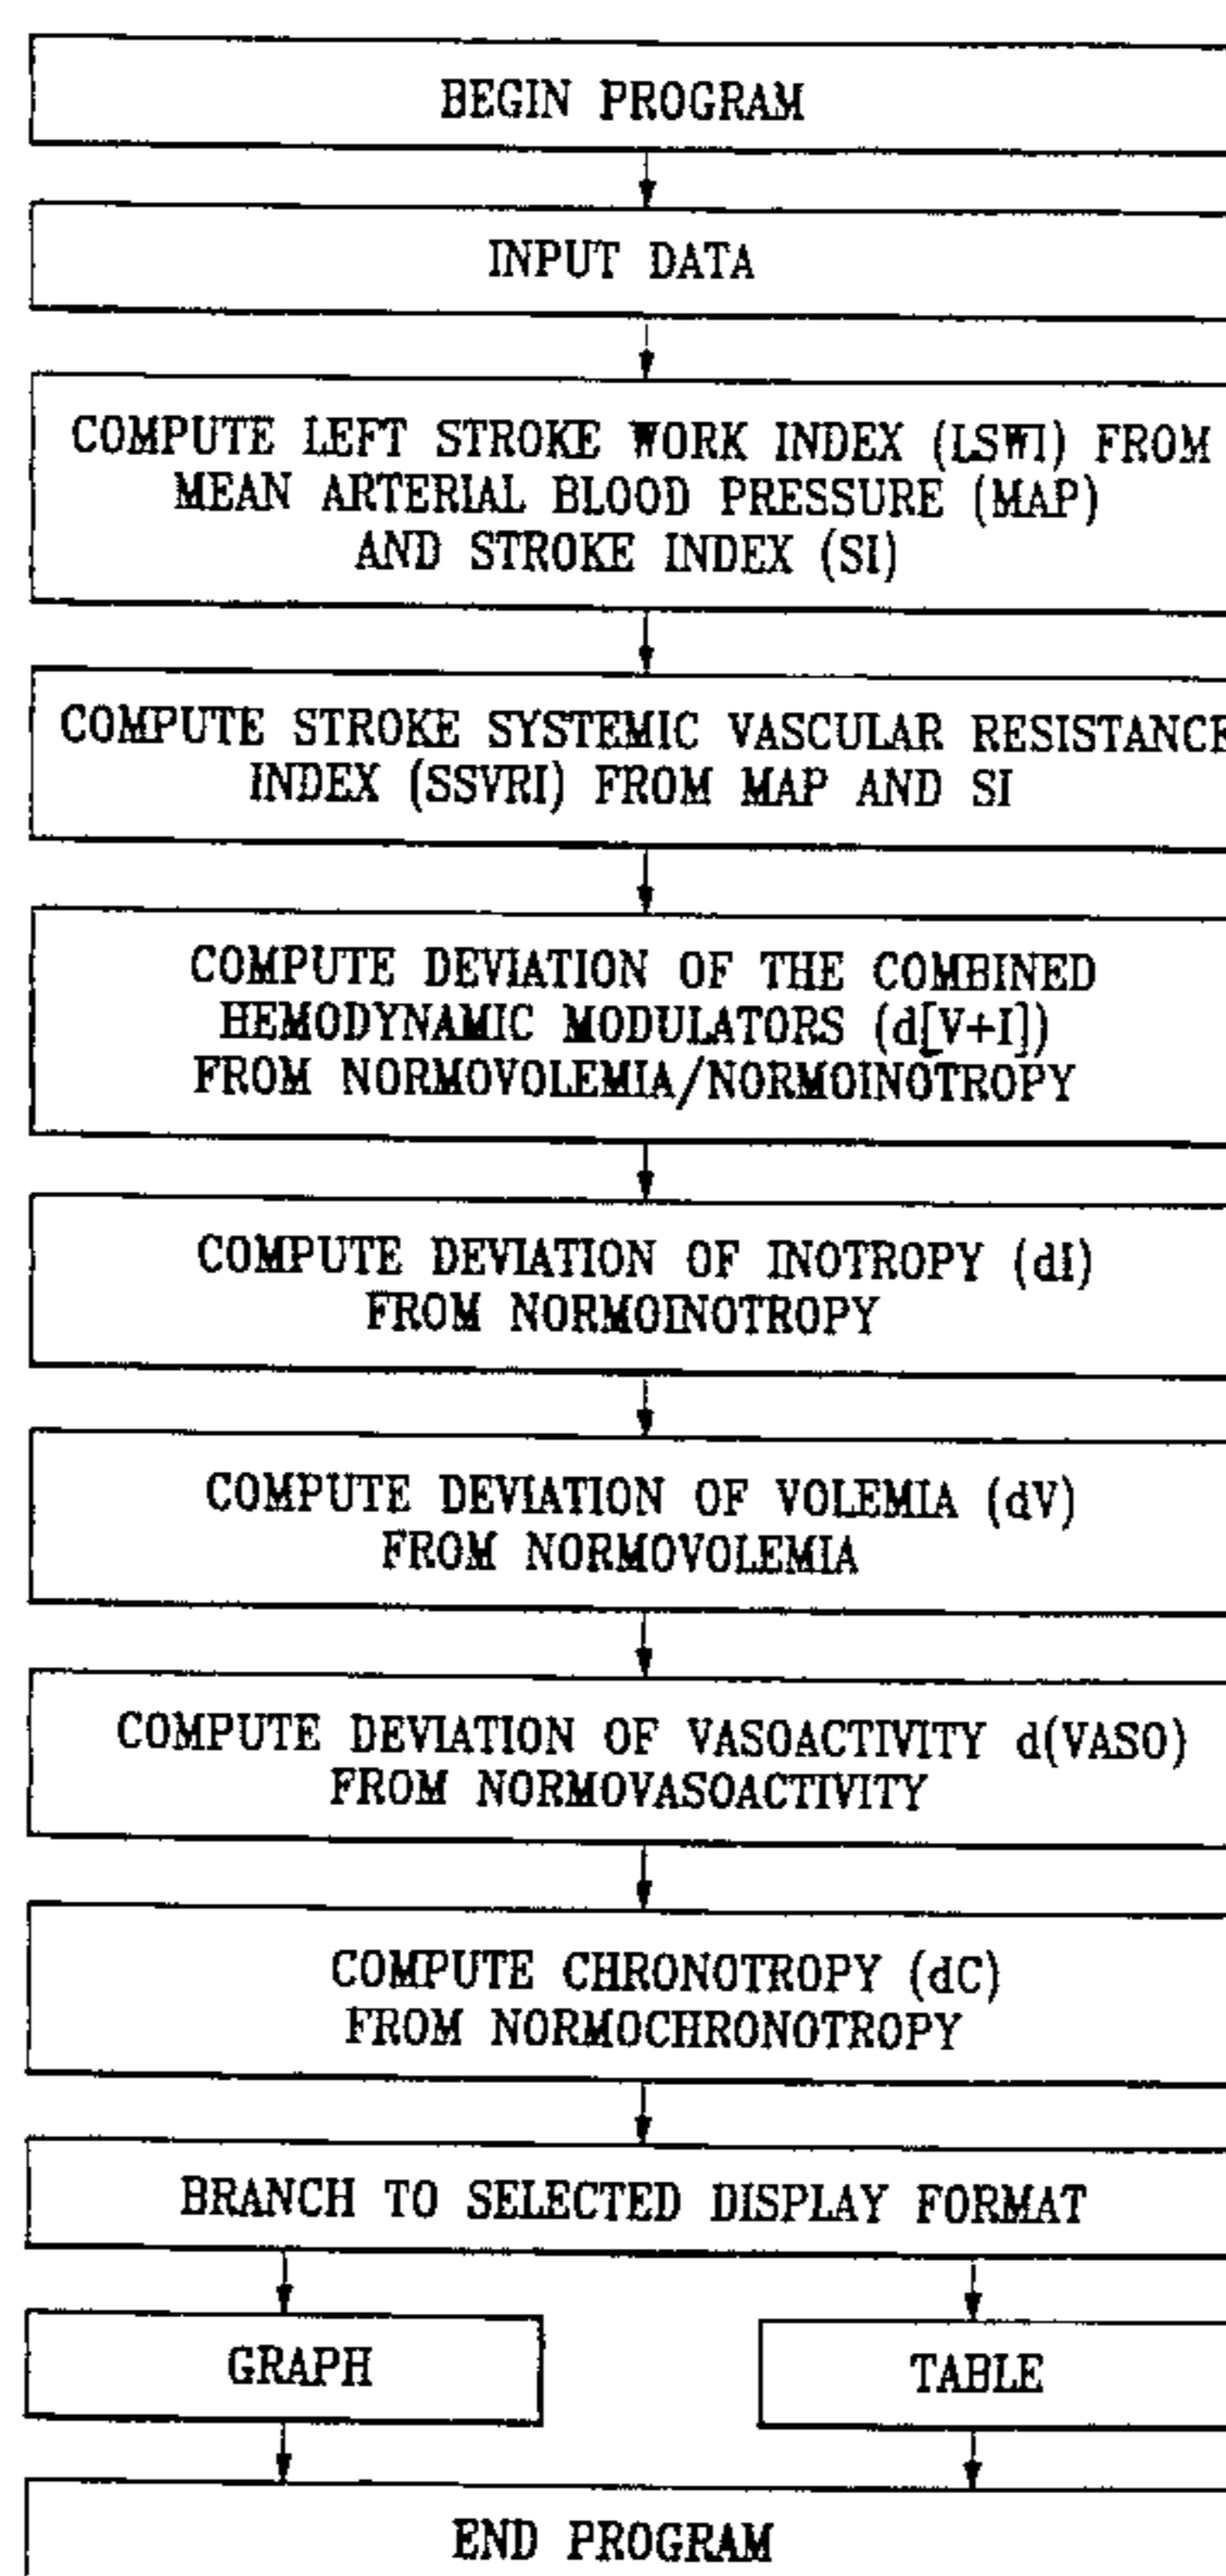 BEGIN PROGRAM
INPUT DATA
COMPUTE LEFT STROKE WORK INDEX (LSWI) FROM
MEAN ARTERIAL BLOOD PRESSURE (MAP)
AND STROKE INDEX (SI)
COMPUTE STROKE SYSTEMIC VASCULAR RESISTANCE
INDEX (SSVRI) FROM MAP AND SI
COMPUTE DEVIATION OF THE COMBINED
HEMODYNAMIC MODULATORS (d[V+I])
FROM NORMOVOLEMIA/NORMOINOTROPY
COMPUTE DEVIATION OF INOTROPY (dI)
FROM NORMOINOTROPY
COMPUTE DEVIATION OF VOLEMIA (dV)
FROM NORMOVOLEMIA
COMPUTE DEVIATION OF VASOACTIVITY d(VASO)
FROM NORMOVASOACTIVITY
COMPUTE CHRONOTROPY (dC)
FROM NORMOCHRONOTROPY
BRANCH TO SELECTED DISPLAY FORMAT
GRAPH
TABLE
END PROGRAM